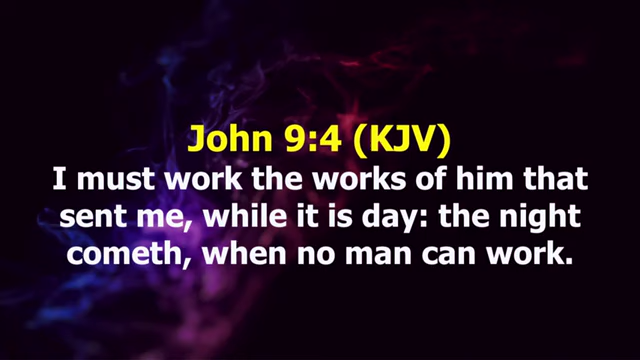 John 9:4 (KJV)
I must work the works of him that
sent me, while it is day: the night
cometh, when no man can work.